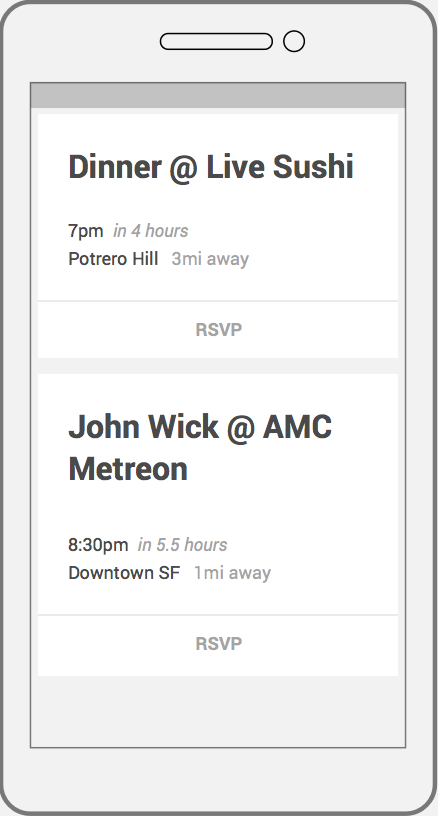 Dinner @ Live Sushi
7pm in 4 hours
Potrero Hill 3mi away
RSVP
John Wick @ AMC
Metreon
8:30pm in 5.5 hours
Downtown SF 1mi away
RSVP